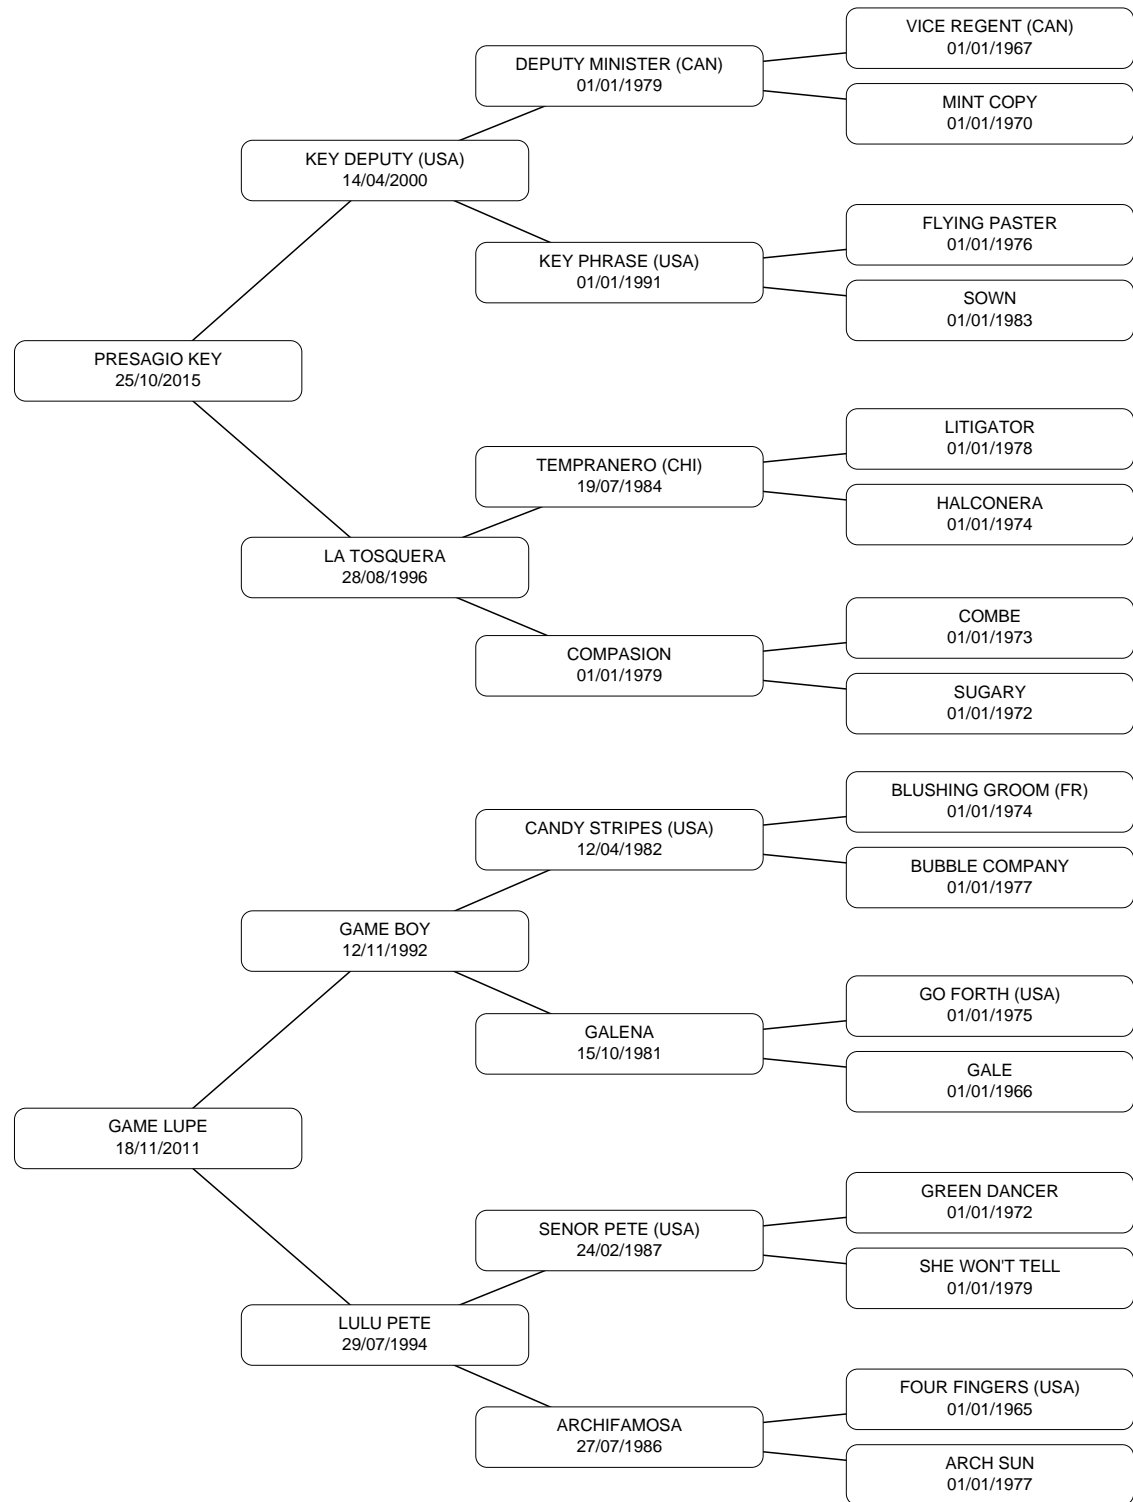 VICE REGENT (CAN)
01/01/1967
DEPUTY MINISTER (CAN)
01/01/1979
MINT COPY
01/01/1970
KEY DEPUTY (USA)
14/04/2000
FLYING PASTER
01/01/1976
KEY PHRASE (USA)
01/01/1991
SOWN
01/01/1983
PRESAGIO KEY
25/10/2015
LITIGATOR
01/01/1978
TEMPRANERO (CHI)
19/07/1984
HALCONERA
01/01/1974
LA TOSQUERA
28/08/1996
COMBE
01/01/1973
COMPASION
01/01/1979
SUGARY
01/01/1972
BLUSHING GROOM (FR)
01/01/1974
CANDY STRIPES (USA)
12/04/1982
BUBBLE COMPANY
01/01/1977
GAME BOY
12/11/1992
GO FORTH (USA)
01/01/1975
GALENA
15/10/1981
GALE
01/01/1966
GAME LUPE
18/11/2011
GREEN DANCER
01/01/1972
SENOR PETE (USA)
24/02/1987
SHE WON'T TELL
01/01/1979
LULU PETE
29/07/1994
FOUR FINGERS (USA)
01/01/1965
ARCHIFAMOSA
27/07/1986
ARCH SUN
01/01/1977